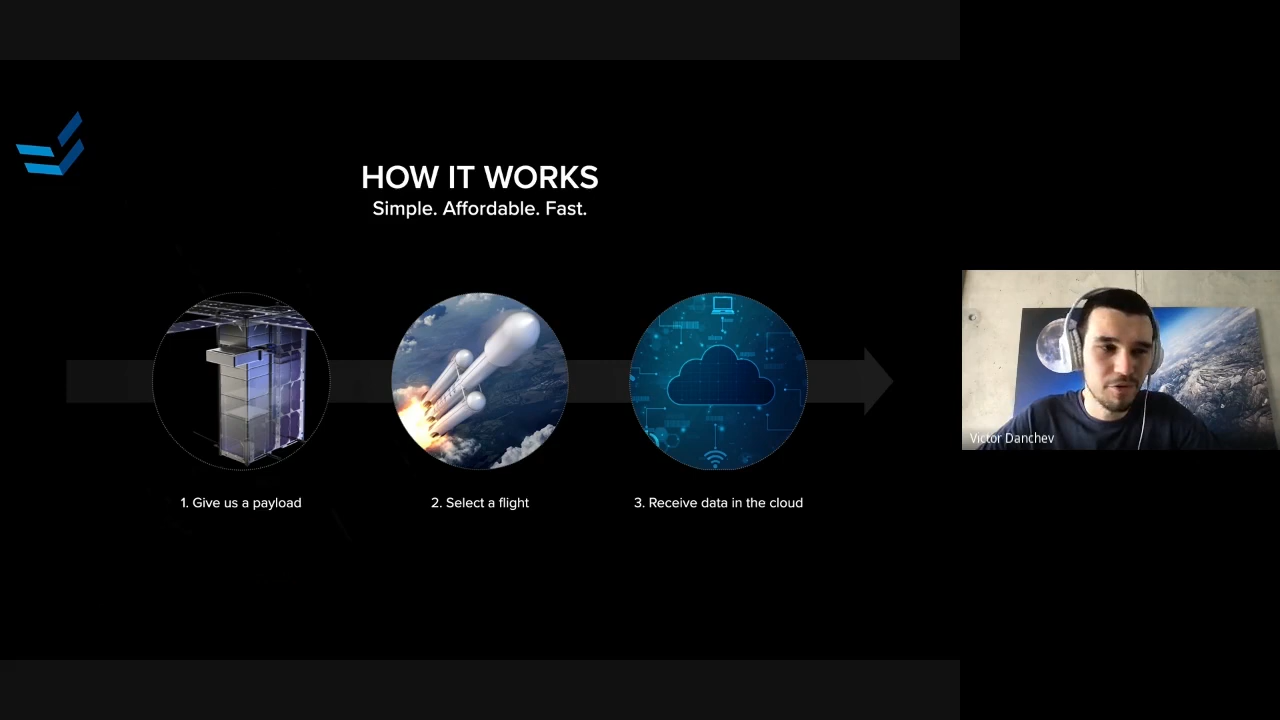 HOW IT WORKS
Simple. Affordable. Fast.
1. Give us a payload
2. Select a flight
3. Receive data in the cloud
Victor Danchev